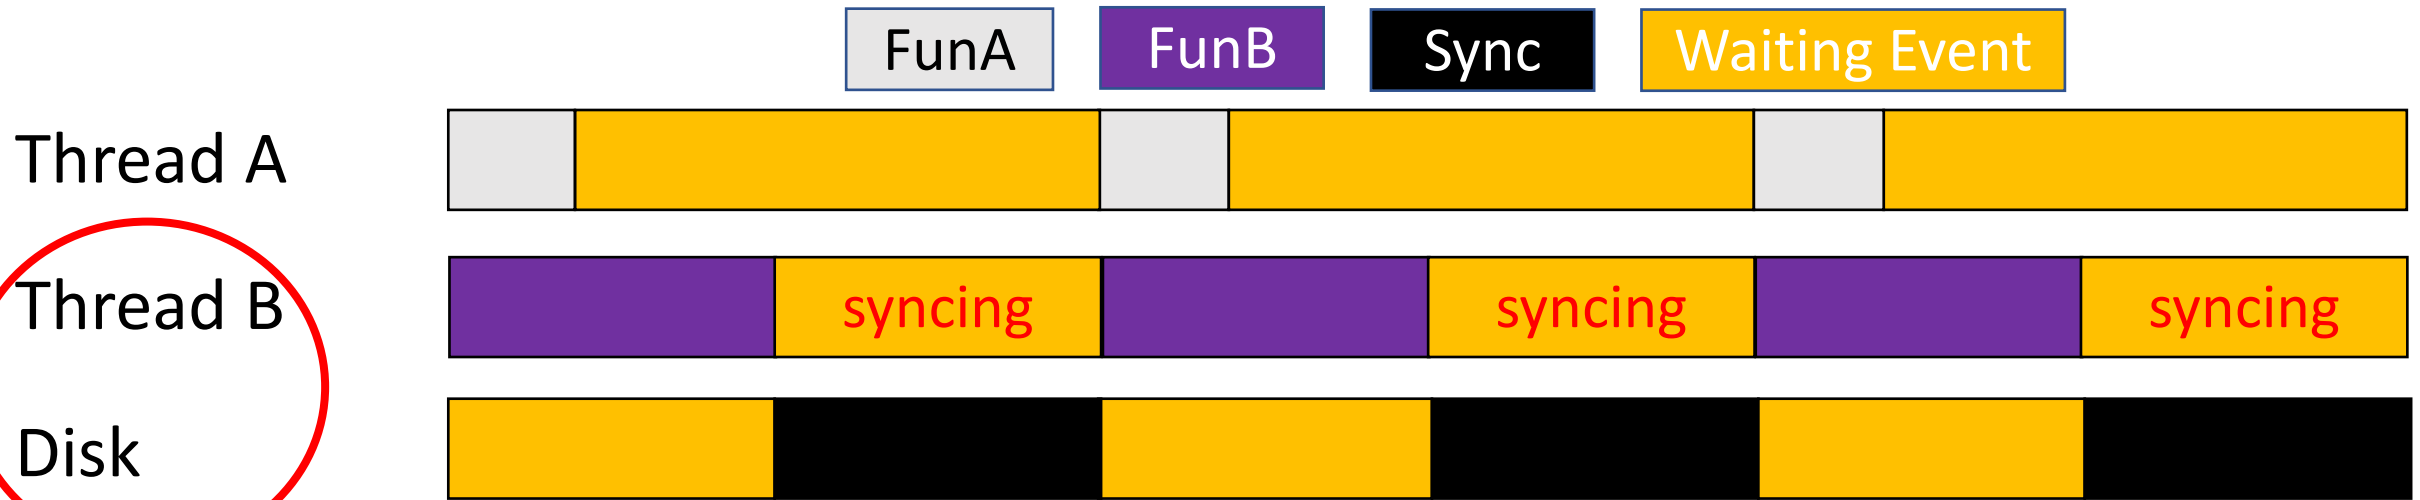 FunA FunB Sync Waiting Event
Thread A
Thread B syncing syncing syncing
Disk